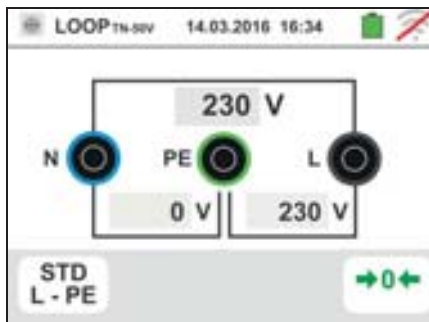 LOOP TN-50V 14.03.2016 16:34
230 V
N PE L
0 V 230 V
STD
L - PE
→0←